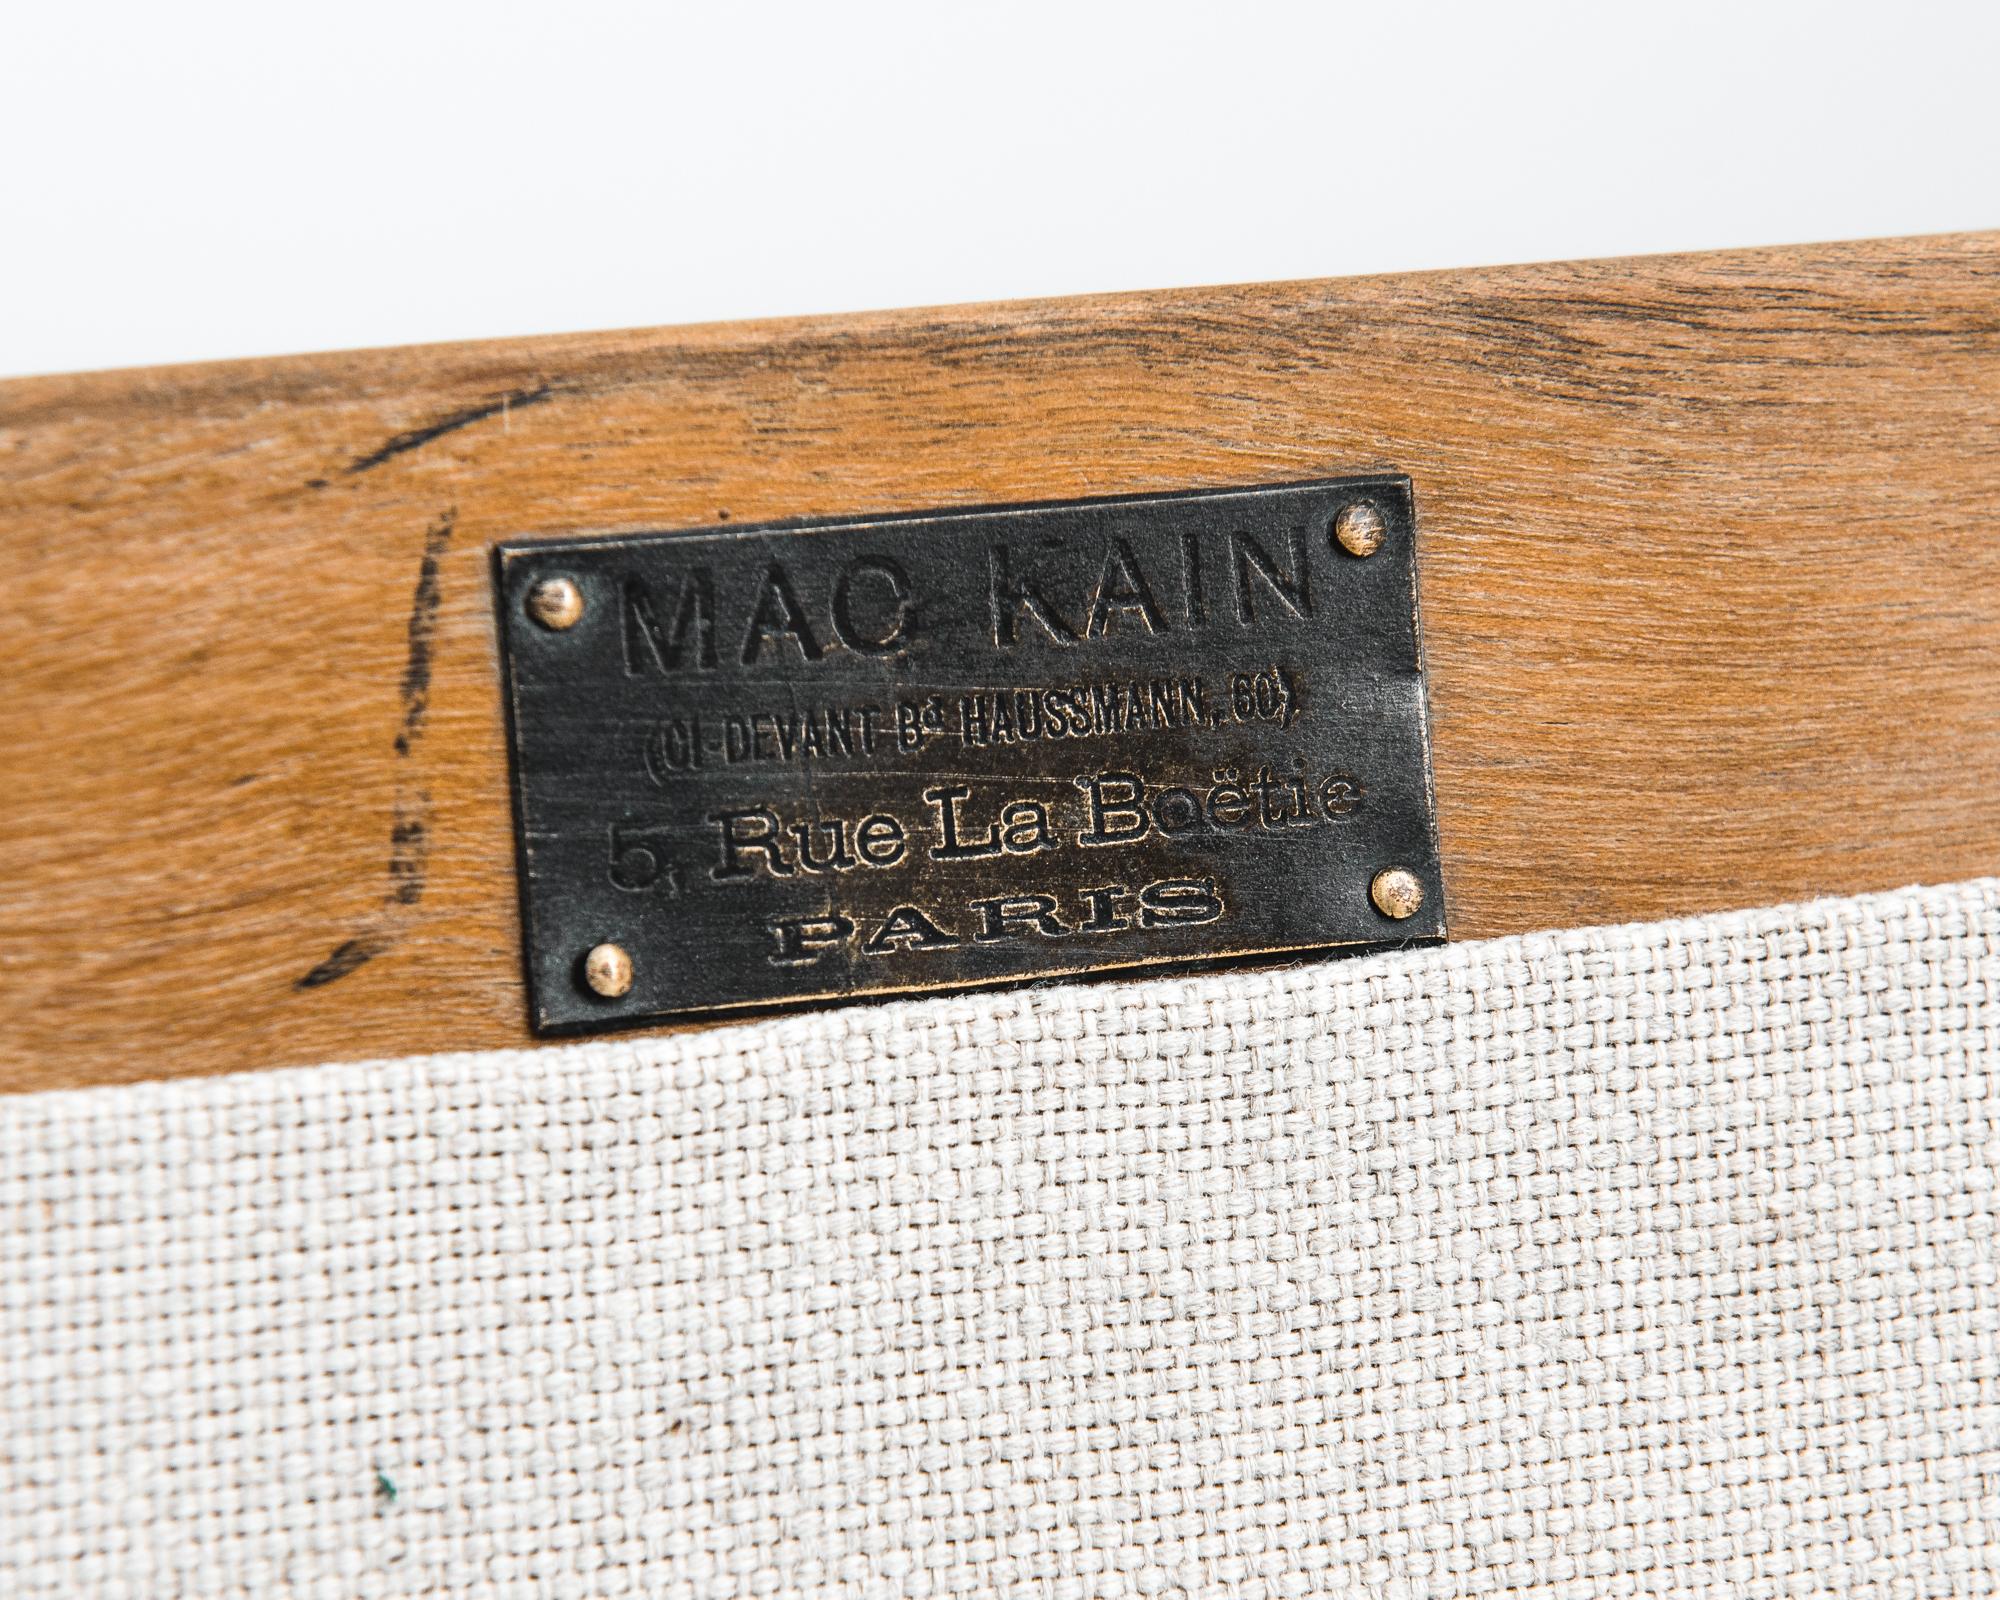 MAC KAIN
(CI-DEVANT Bd HAUSSMANN, 60)
5, Rue La Boëtie
PARIS